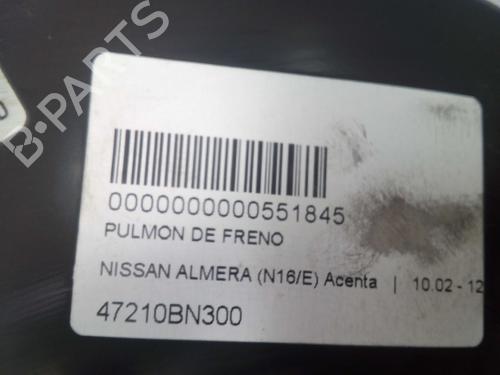 B-PARTS
0000000000551845
PULMON DE FRENO
NISSAN ALMERA (N16/E) Acenta | 10.02 - 12
47210BN300